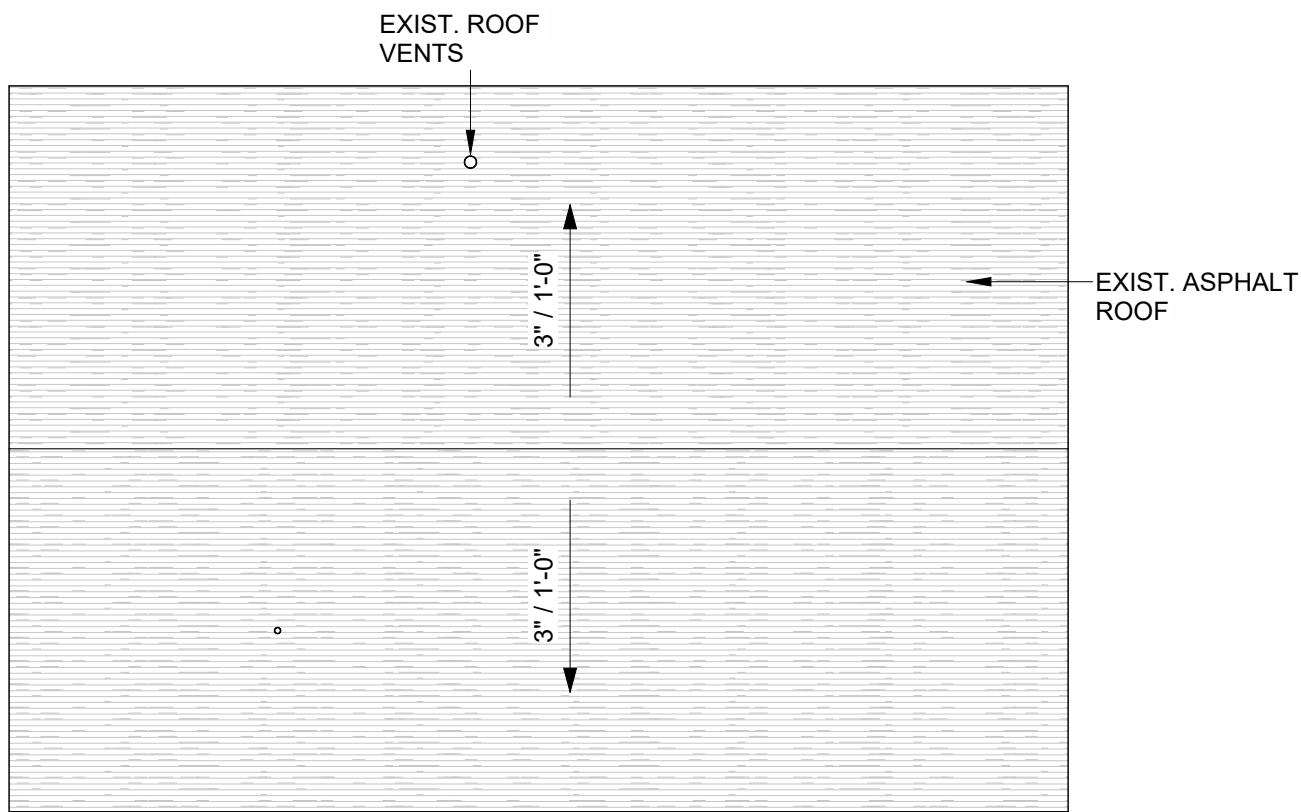 EXIST. ROOF
VENTS
3" / 1'-0"
EXIST. ASPHALT
ROOF
3" / 1'-0"